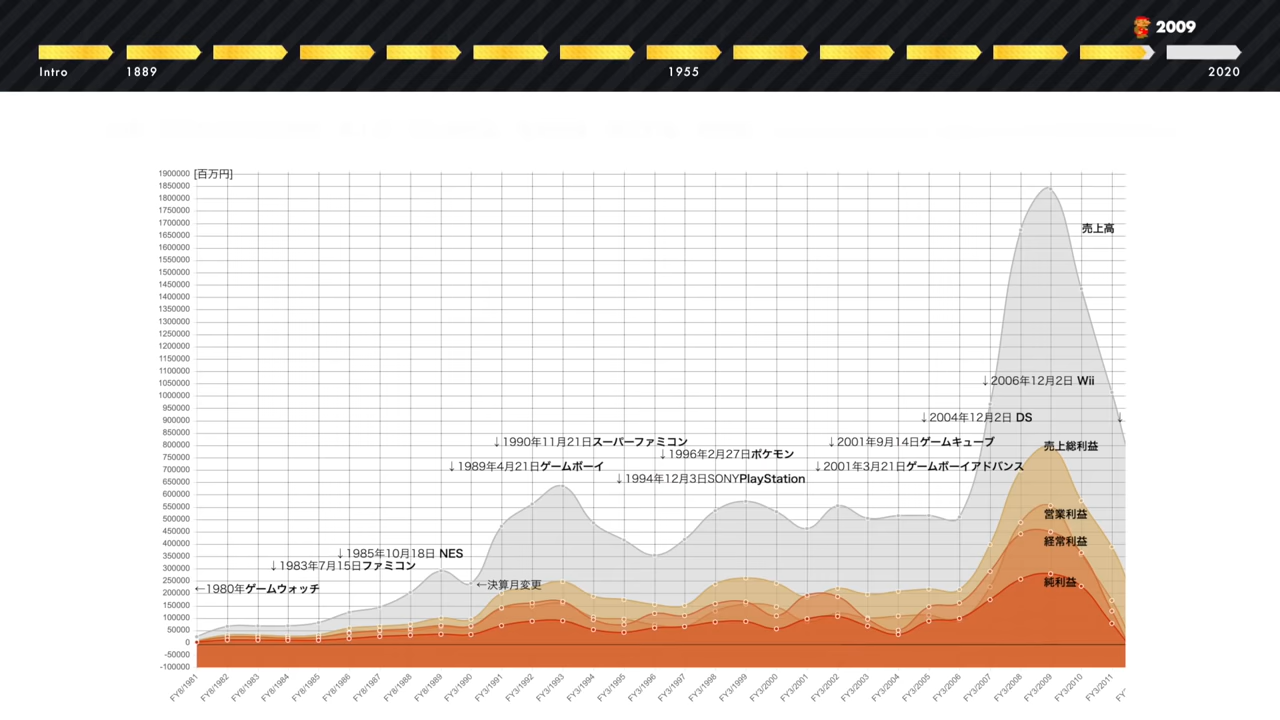 2009
Intro
1889
1955
2020
1900000 [百万円]
1850000
1800000
1750000
1700000
1650000
1600000
1550000
1500000
1450000
1400000
1350000
1300000
1250000
1200000
1150000
1100000
1050000
1000000
950000
900000
850000
800000
750000
700000
650000
600000
550000
500000
450000
400000
350000
300000
250000
200000
150000
100000
50000
0
-50000
-100000
売上高
↓2006年12月2日 Wii
↓2004年12月2日 DS
↓
↓1990年11月21日スーパーファミコン
↓2001年9月14日ゲームキューブ
売上総利益
↓1996年2月27日ポケモン
↓1989年4月21日ゲームボーイ
↓2001年3月21日ゲームボーイアドバンス
↓1994年12月3日SONYPlayStation
営業利益
経常利益
↓1985年10月18日 NES
↓1983年7月15日ファミコン
純利益
←1980年ゲームウォッチ
←決算月変更
FY8/1981
FY8/1982
FY8/1983
FY8/1984
FY8/1985
FY8/1986
FY8/1987
FY8/1988
FY8/1989
FY3/1990
FY3/1991
FY3/1992
FY3/1993
FY3/1994
FY3/1995
FY3/1996
FY3/1997
FY3/1998
FY3/1999
FY3/2000
FY3/2001
FY3/2002
FY3/2003
FY3/2004
FY3/2005
FY3/2006
FY3/2007
FY3/2008
FY3/2009
FY3/2010
FY3/2011